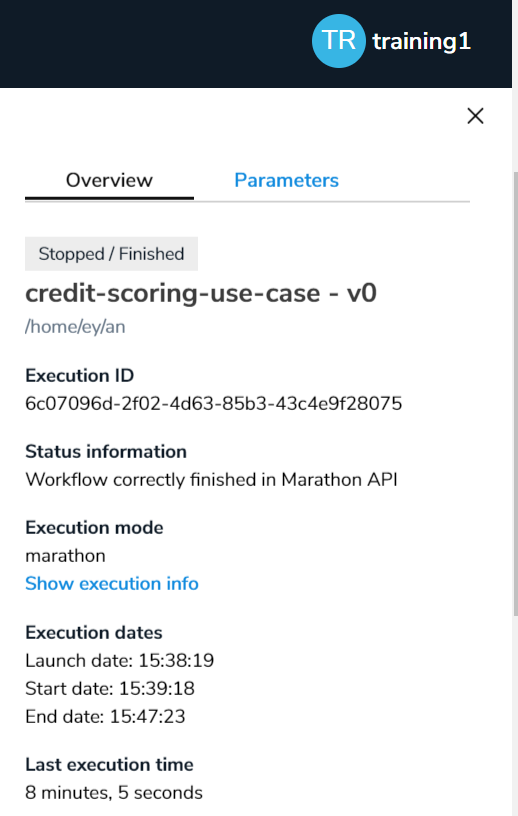 TR training1
Overview Parameters
Stopped / Finished
credit-scoring-use-case - v0
/home/ey/an
Execution ID
6c07096d-2f02-4d63-85b3-43c4e9f28075
Status information
Workflow correctly finished in Marathon API
Execution mode
marathon
Show execution info
Execution dates
Launch date: 15:38:19
Start date: 15:39:18
End date: 15:47:23
Last execution time
8 minutes, 5 seconds